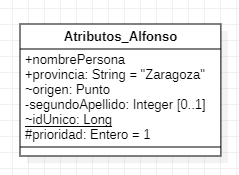 Atributos_Alfonso
+nombrePersona
+provincia: String = "Zaragoza"
~origen: Punto
-segundoApellido: Integer [0..1]
~idUnico: Long
#prioridad: Entero = 1